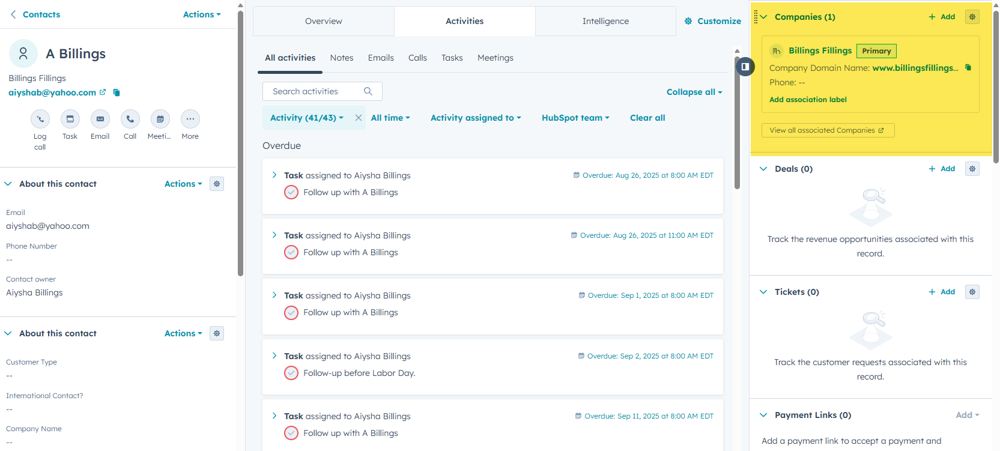 Contacts
Actions
A Billings
Billings Fillings
aiyshab@yahoo.com
Log call
Task
Email
Call
Meeti...
More
About this contact
Actions
Email
aiyshab@yahoo.com
Phone Number
--
Contact owner
Aiysha Billings
About this contact
Actions
Customer Type
--
International Contact?
--
Company Name
--
Overview
Activities
Intelligence
Customize
All activities
Notes
Emails
Calls
Tasks
Meetings
Search activities
Collapse all
Activity (41/43)
All time
Activity assigned to
HubSpot team
Clear all
Overdue
Task assigned to Aiysha Billings
Overdue: Aug 26, 2025 at 8:00 AM EDT
Follow up with A Billings
Task assigned to Aiysha Billings
Overdue: Aug 26, 2025 at 11:00 AM EDT
Follow up with A Billings
Task assigned to Aiysha Billings
Overdue: Sep 1, 2025 at 8:00 AM EDT
Follow up with A Billings
Task assigned to Aiysha Billings
Overdue: Sep 2, 2025 at 8:00 AM EDT
Follow-up before Labor Day.
Task assigned to Aiysha Billings
Overdue: Sep 11, 2025 at 8:00 AM EDT
Follow up with A Billings
Companies (1)
+ Add
Billings Fillings
Primary
Company Domain Name: www.billingsfillings...
Phone: --
Add association label
View all associated Companies
Deals (0)
+ Add
Track the revenue opportunities associated with this
record.
Tickets (0)
+ Add
Track the customer requests associated with this
record.
Payment Links (0)
Add
Add a payment link to accept a payment and